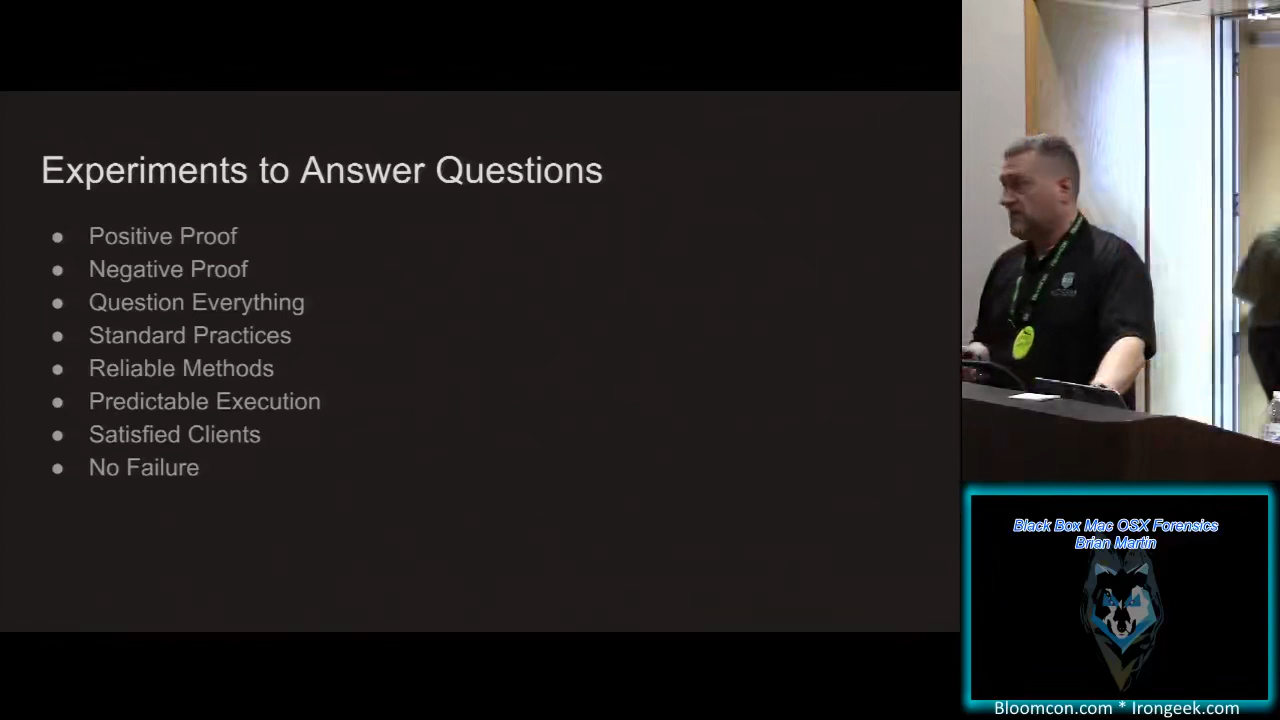 Experiments to Answer Questions
● Positive Proof
● Negative Proof
● Question Everything
● Standard Practices
● Reliable Methods
● Predictable Execution
● Satisfied Clients
● No Failure
Black Box Mac OSX Forensics
Brian Martin
Bloomcon.com * Irongeek.com